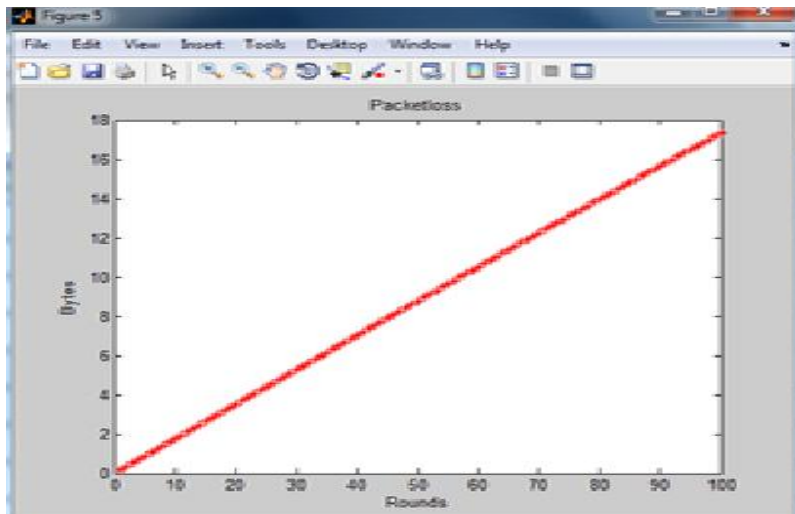 Figure 5
File Edit View Insert Tools Desktop Window Help
Packetloss
18
16
14
12
10
8
6
4
2
0
Bytes
0 10 20 30 40 50 60 70 80 90 100
Rounds